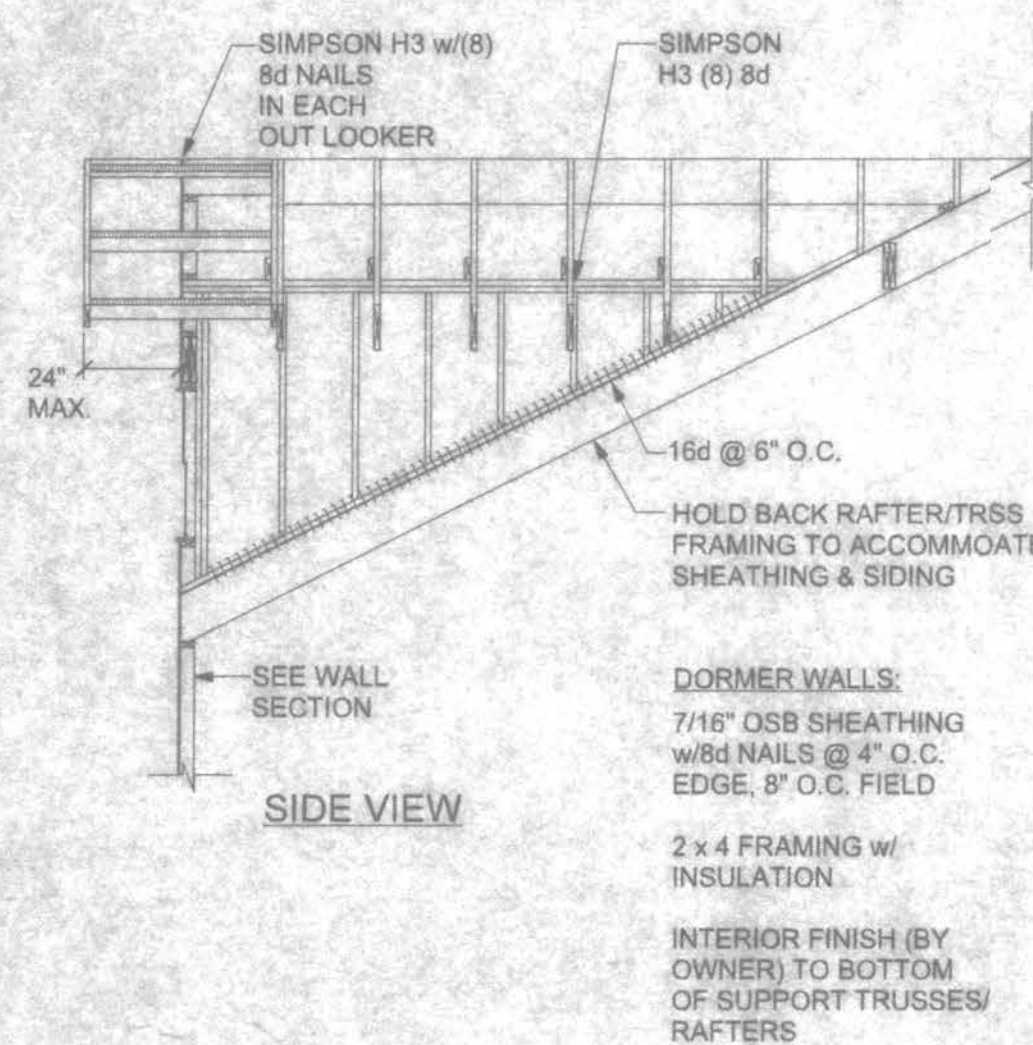 SIMPSON H3 w/(8)
8d NAILS
IN EACH
OUT LOOKER
SIMPSON
H3 (8) 8d
24"
MAX.
16d @ 6" O.C.
HOLD BACK RAFTER/TRSS
FRAMING TO ACCOMMOATE
SHEATHING & SIDING
SEE WALL
SECTION
SIDE VIEW
DORMER WALLS:
7/16" OSB SHEATHING
w/8d NAILS @ 4" O.C.
EDGE, 8" O.C. FIELD
2 x 4 FRAMING w/
INSULATION
INTERIOR FINISH (BY
OWNER) TO BOTTOM
OF SUPPORT TRUSSES/
RAFTERS